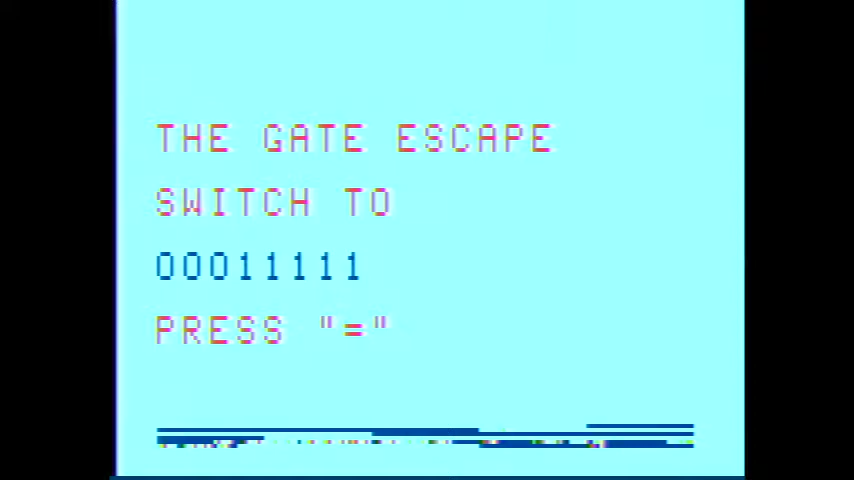 THE GATE ESCAPE
SWITCH TO
00011111
PRESS "="